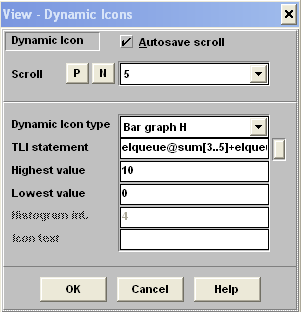 View - Dynamic Icons
Dynamic Icon
Autosave scroll
Scroll P N 5
Dynamic Icon type Bar graph H
TLI statement elqueue@sum[3..5]+elqueu
Highest value 10
Lowest value 0
Histogram int. 4
Icon text
OK Cancel Help